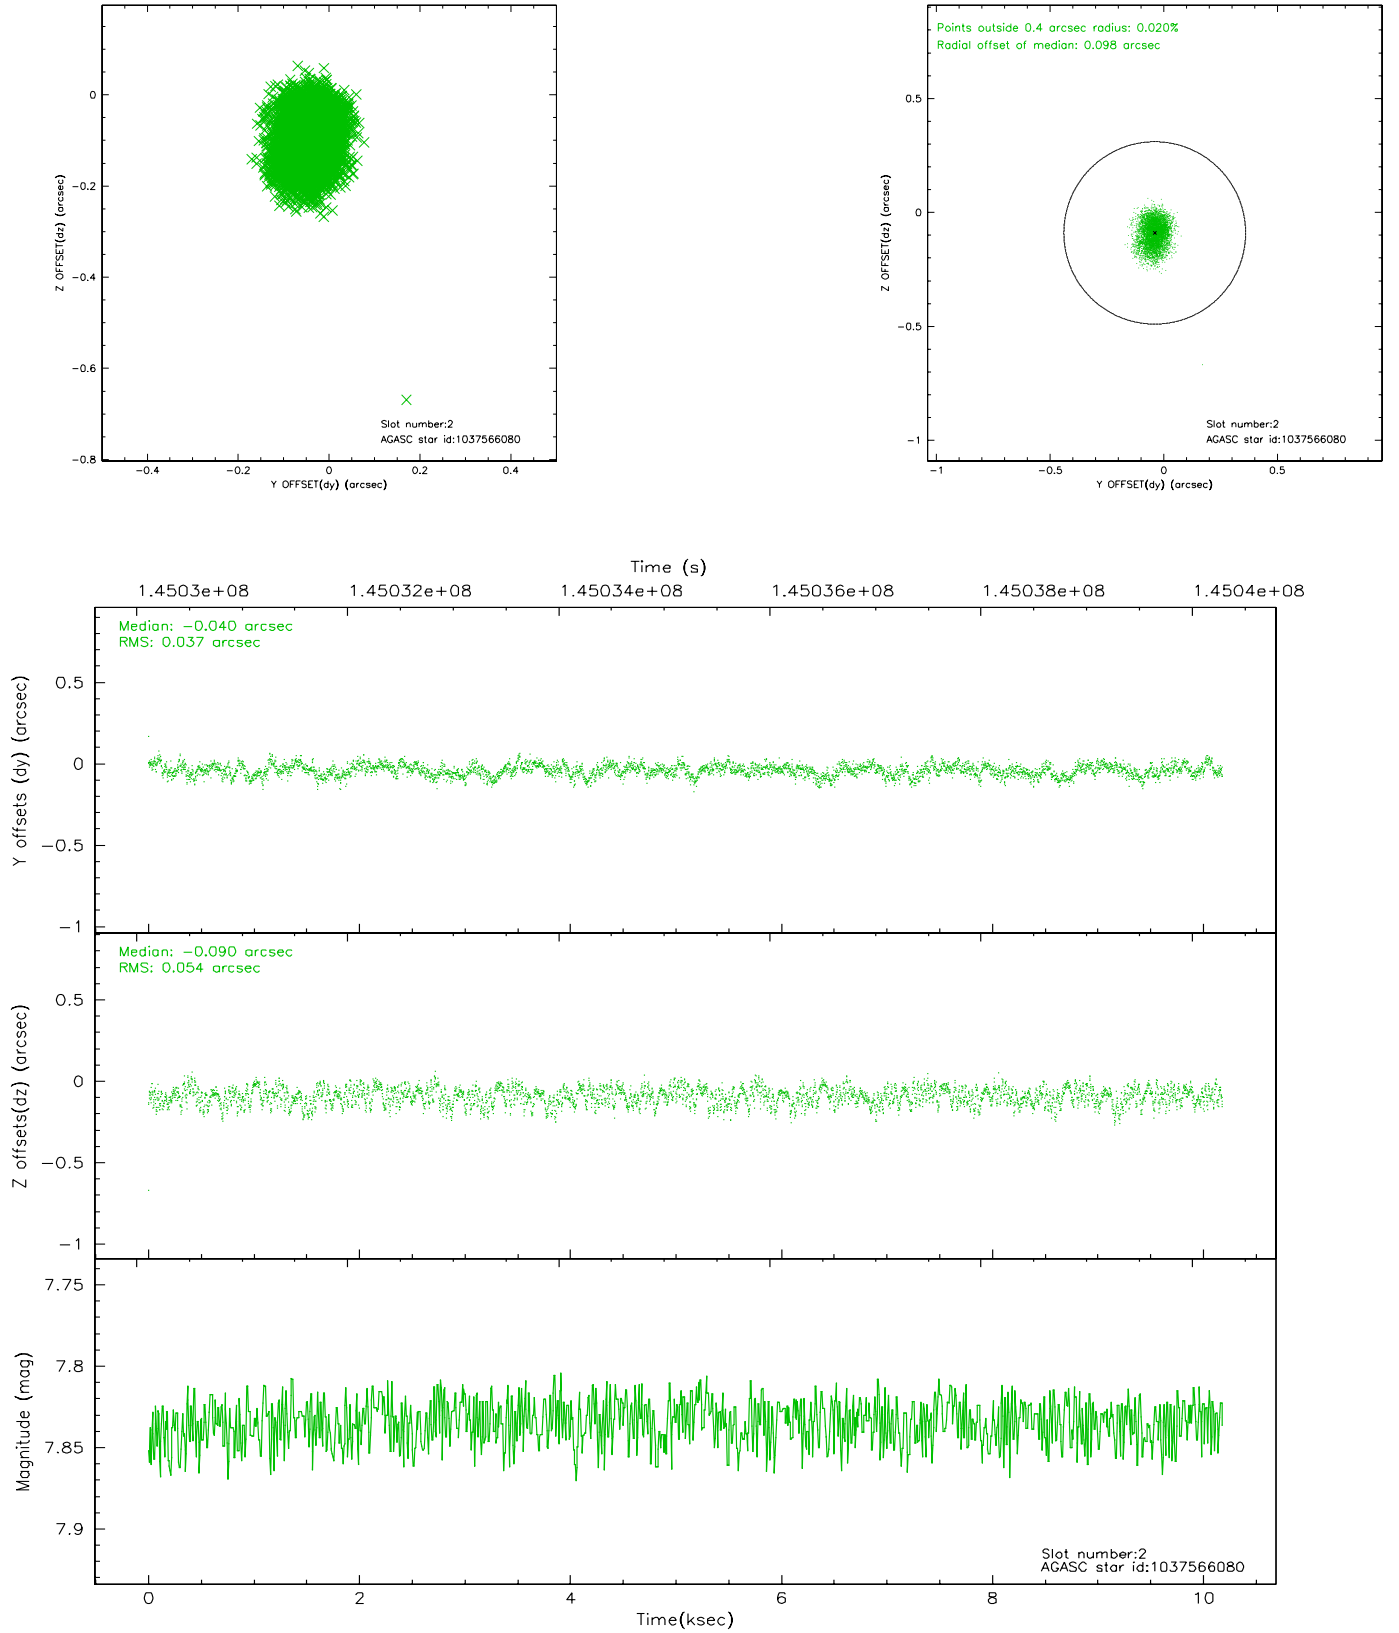 0
−0.2
−0.4
−0.6
−0.8
Z OFFSET(dz) (arcsec)
−0.4 −0.2 0 0.2 0.4
Y OFFSET(dy) (arcsec)
Slot number:2
AGASC star id:1037566080
Points outside 0.4 arcsec radius: 0.020%
Radial offset of median: 0.098 arcsec
0.5
0
−0.5
−1
Z OFFSET(dz) (arcsec)
−1 −0.5 0 0.5
Y OFFSET(dy) (arcsec)
Slot number:2
AGASC star id:1037566080
Time (s)
1.4503e+08 1.45032e+08 1.45034e+08 1.45036e+08 1.45038e+08 1.4504e+08
Median: −0.040 arcsec
RMS: 0.037 arcsec
0.5
0
−0.5
−1
Y offsets (dy) (arcsec)
Median: −0.090 arcsec
RMS: 0.054 arcsec
0.5
0
−0.5
−1
Z offsets(dz) (arcsec)
7.75
7.8
7.85
7.9
Magnitude (mag)
Slot number:2
AGASC star id:1037566080
0 2 4 6 8 10
Time(ksec)